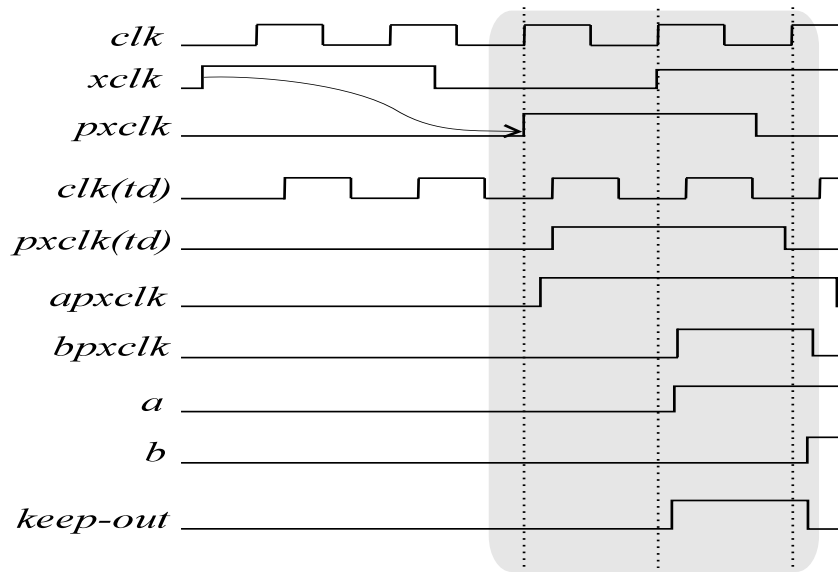 clk
xclk
pxclk
clk(td)
pxclk(td)
apxclk
bpxclk
a
b
keep-out